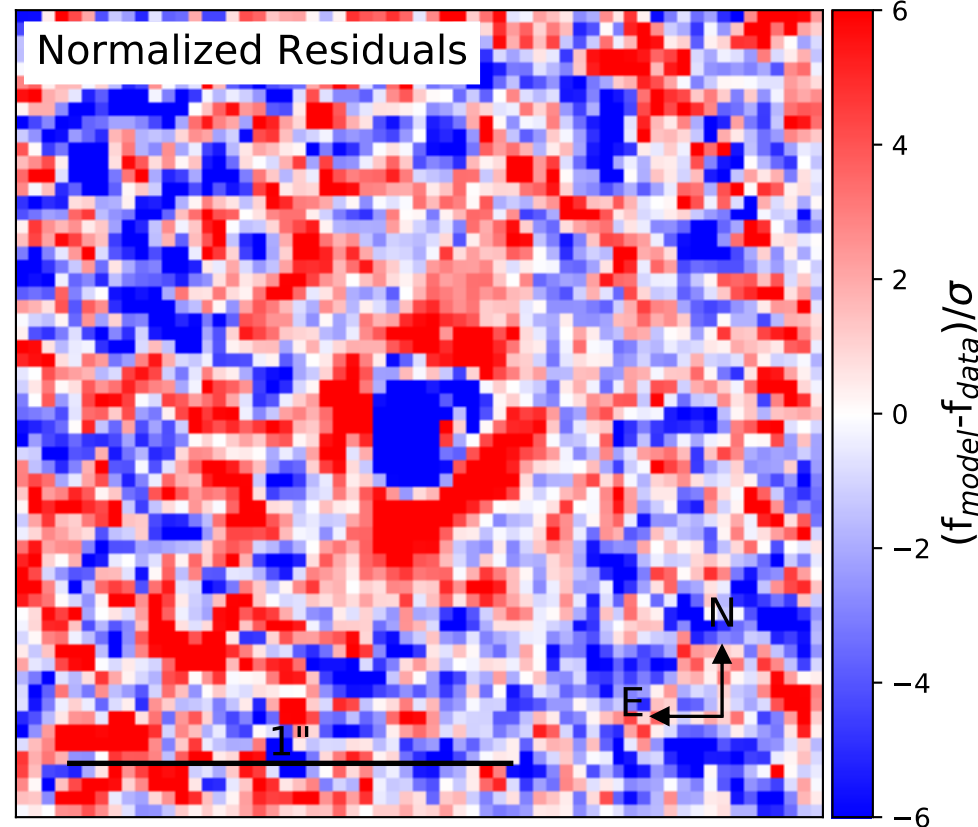 Normalized Residuals
6
4
2
0
−2
−4
−6
(f_model-f_data)/σ
N
E
1"